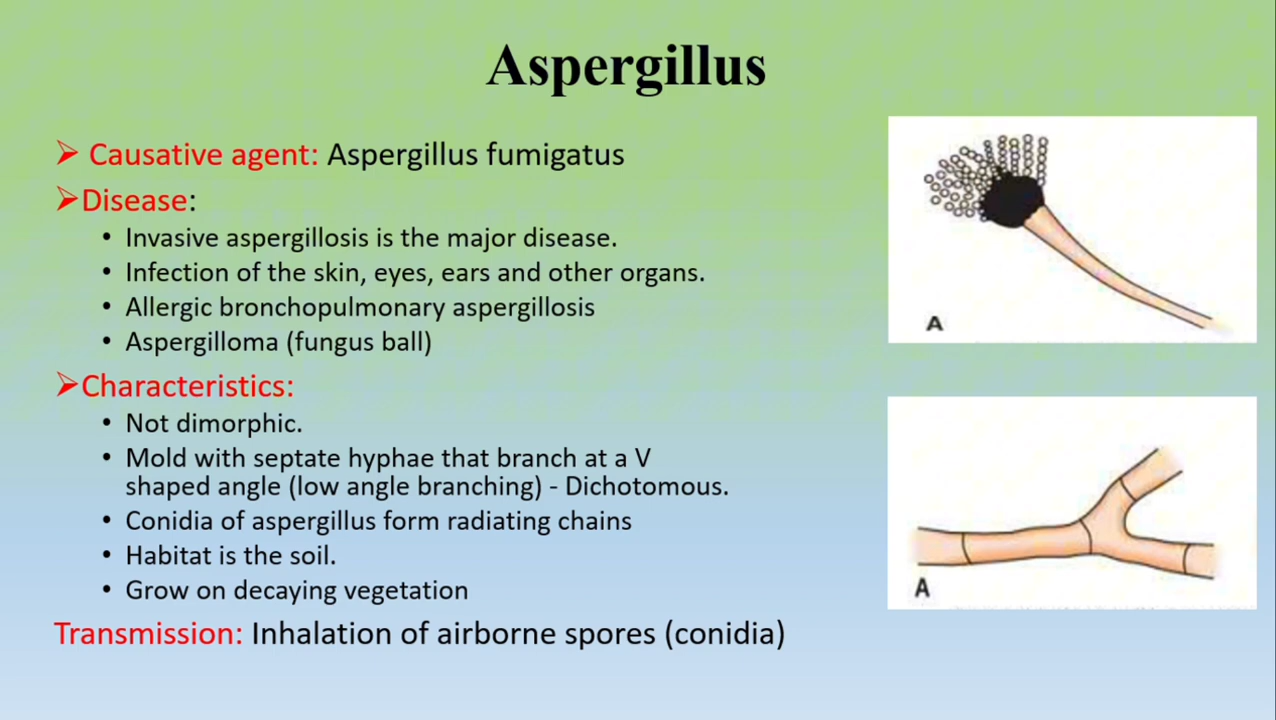 Aspergillus
➢ Causative agent: Aspergillus fumigatus
➢Disease:
• Invasive aspergillosis is the major disease.
• Infection of the skin, eyes, ears and other organs.
• Allergic bronchopulmonary aspergillosis
• Aspergilloma (fungus ball)
➢Characteristics:
• Not dimorphic.
• Mold with septate hyphae that branch at a V
shaped angle (low angle branching) - Dichotomous.
• Conidia of aspergillus form radiating chains
• Habitat is the soil.
• Grow on decaying vegetation
Transmission: Inhalation of airborne spores (conidia)
A
A